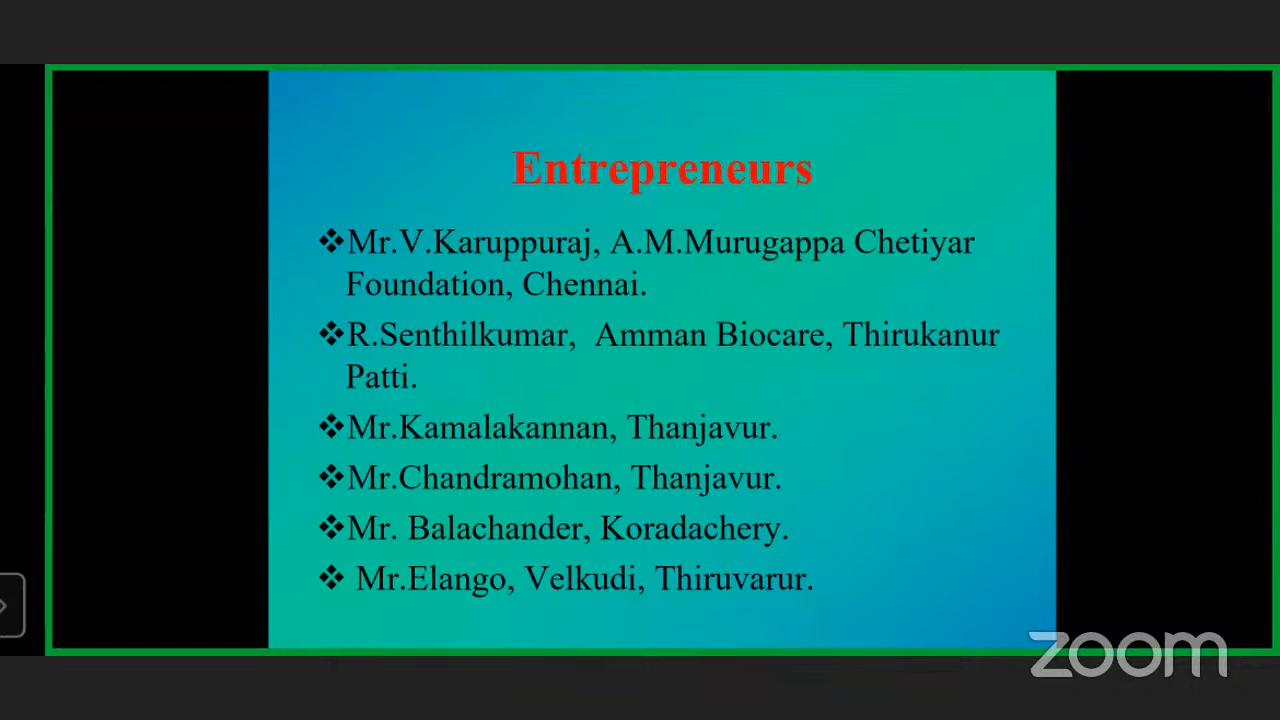 Entrepreneurs
❖Mr.V.Karuppuraj, A.M.Murugappa Chetiyar
Foundation, Chennai.
❖R.Senthilkumar,  Amman Biocare, Thirukanur
Patti.
❖Mr.Kamalakannan, Thanjavur.
❖Mr.Chandramohan, Thanjavur.
❖Mr. Balachander, Koradachery.
❖ Mr.Elango, Velkudi, Thiruvarur.
zoom